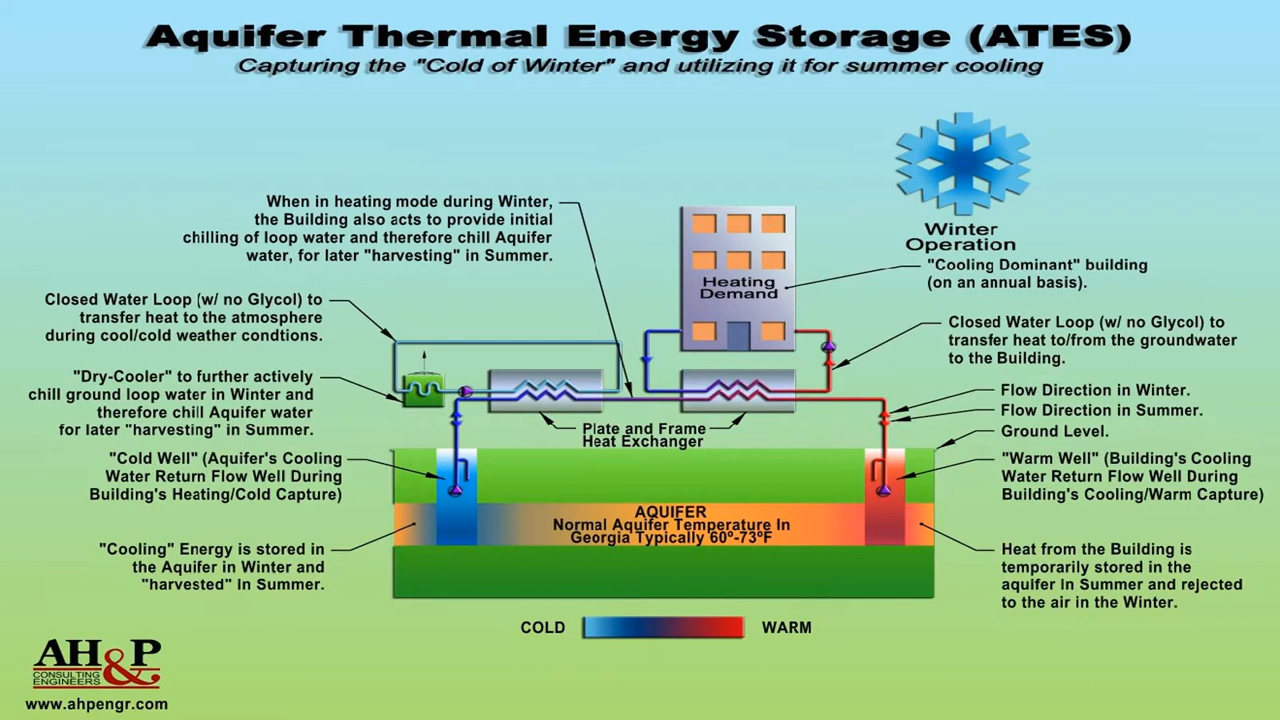 Aquifer Thermal Energy Storage (ATES)
Capturing the "Cold of Winter" and utilizing it for summer cooling
Winter
Operation
When in heating mode during Winter,
the Building also acts to provide initial
chilling of loop water and therefore chill Aquifer
water, for later "harvesting" in Summer.
"Cooling Dominant" building
(on an annual basis).
Heating
Demand
Closed Water Loop (w/ no Glycol) to
transfer heat to the atmosphere
during cool/cold weather condtions.
Closed Water Loop (w/ no Glycol) to
transfer heat to/from the groundwater
to the Building.
"Dry-Cooler" to further actively
chill ground loop water in Winter and
therefore chill Aquifer water
for later "harvesting" in Summer.
Flow Direction in Winter.
Flow Direction in Summer.
Ground Level.
Plate and Frame
Heat Exchanger
"Cold Well" (Aquifer's Cooling
Water Return Flow Well During
Building's Heating/Cold Capture)
"Warm Well" (Building's Cooling
Water Return Flow Well During
Building's Cooling/Warm Capture)
AQUIFER
Normal Aquifer Temperature In
Georgia Typically 60º-73ºF
"Cooling" Energy is stored in
the Aquifer in Winter and
"harvested" In Summer.
Heat from the Building is
temporarily stored in the
aquifer In Summer and rejected
to the air in the Winter.
COLD
WARM
AH&P
CONSULTING
ENGINEERS
www.ahpengr.com